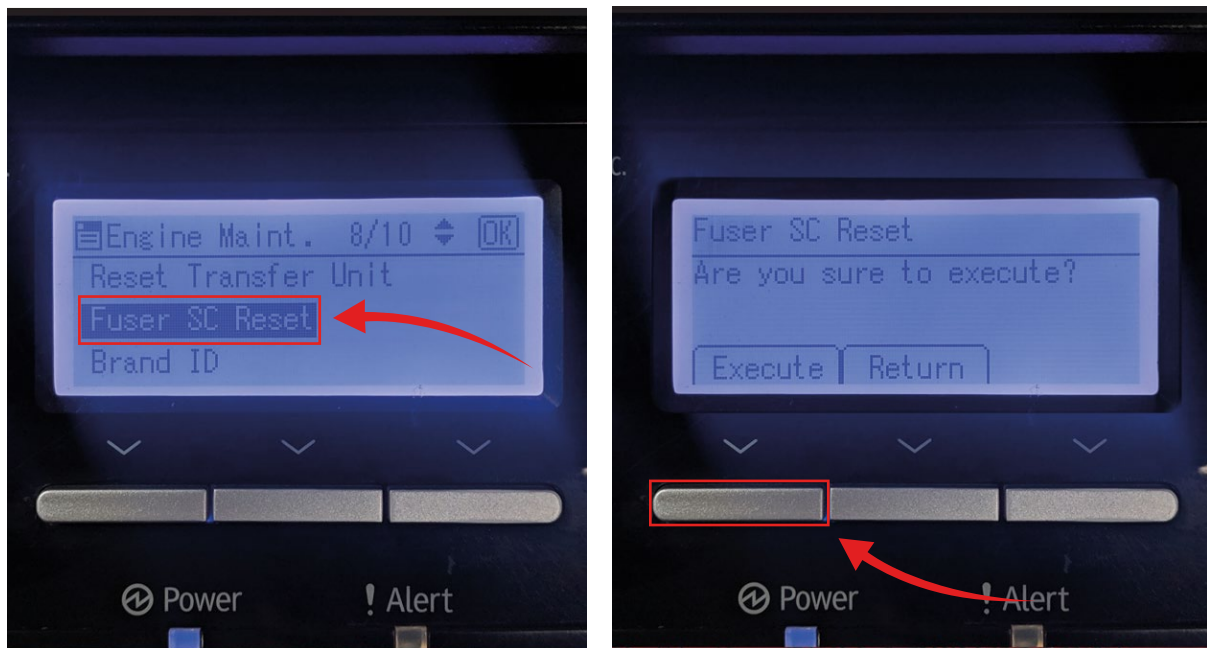 Engine Maint. 8/10 OK
Reset Transfer Unit
Fuser SC Reset
Brand ID
Power ! Alert
C.
Fuser SC Reset
Are you sure to execute?
Execute Return
Power ! Alert